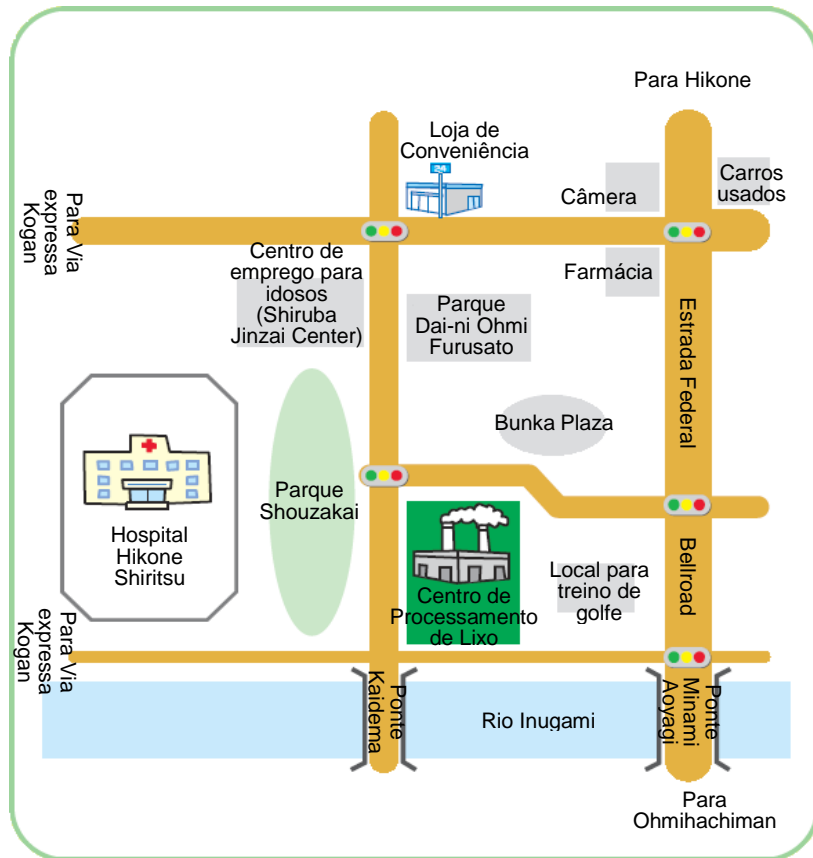 Para Hikone
Loja de
Conveniência
24
Câmera
Carros
usados
Para Via
expressa
Kogan
Centro de
emprego para
idosos
(Shiruba
Jinzai Center)
Farmácia
Parque
Dai-ni Ohmi
Furusato
Estrada Federal
Bunka Plaza
Parque
Shouzakai
Hospital
Hikone
Shiritsu
Centro de
Processamento
de Lixo
Local para
treino de
golfe
Bellroad
Para Via
expressa
Kogan
Ponte
Kaidema
Rio Inugami
Ponte
Minami
Aoyagi
Para
Ohmihachiman